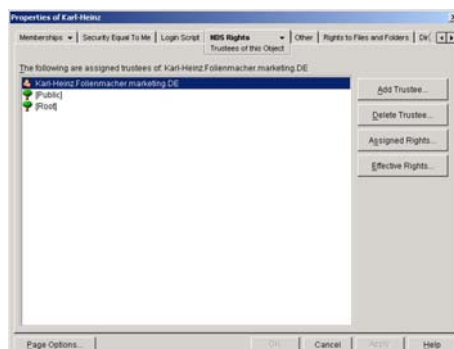 Properties of Karl-Heinz
Memberships Security Equal To Me Login Script NDS Rights Other Rights to Files and Folders Dir
Trustees of this Object
The following are assigned trustees of: Karl-Heinz.Folienmacher.marketing.DE
Karl-Heinz.Folienmacher.marketing.DE
[Public]
[Root]
Add Trustee...
Delete Trustee...
Assigned Rights...
Effective Rights...
Page Options... OK Cancel Apply Help